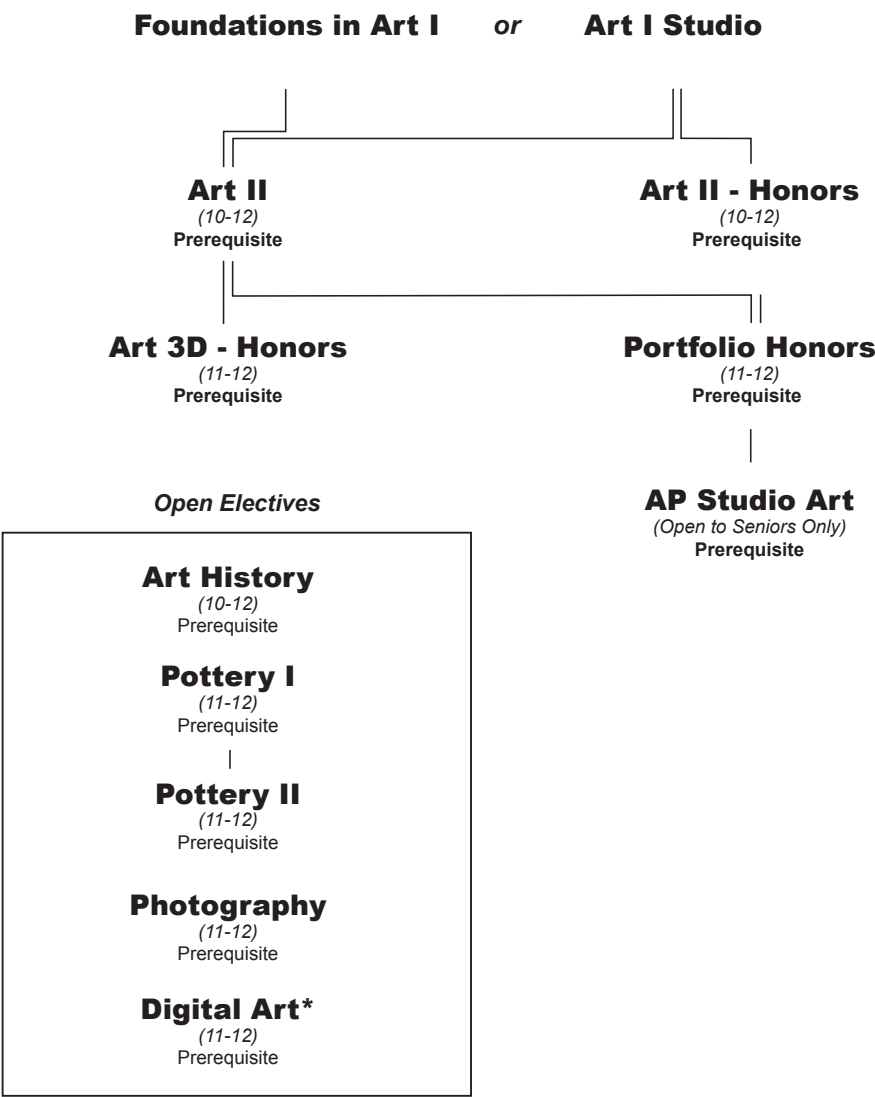 Foundations in Art I or Art I Studio
Art II
(10-12)
Prerequisite
Art II - Honors
(10-12)
Prerequisite
Art 3D - Honors
(11-12)
Prerequisite
Portfolio Honors
(11-12)
Prerequisite
AP Studio Art
(Open to Seniors Only)
Prerequisite
Open Electives
Art History
(10-12)
Prerequisite
Pottery I
(11-12)
Prerequisite
Pottery II
(11-12)
Prerequisite
Photography
(11-12)
Prerequisite
Digital Art*
(11-12)
Prerequisite